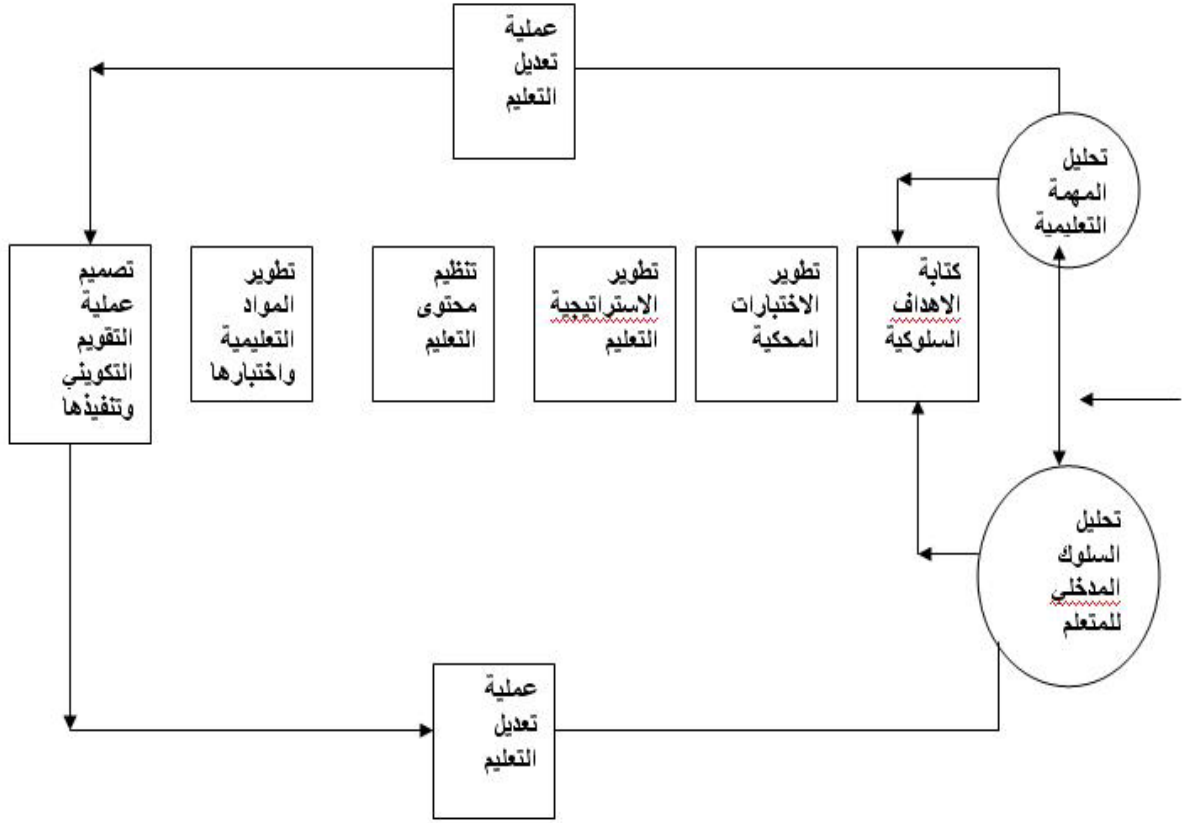 عملية
تعديل
التعليم
تحليل
المهمة
التعليمية
كتابة
الاهداف
السلوكية
تطوير
الاختبارات
المحكية
تطوير
الاستراتيجية
التعليم
تنظيم
محتوى
التعليم
تطوير
المواد
التعليمية
واختبارها
تصميم
عملية
التقويم
التكويني
وتنفيذها
تحليل
السلوك
المدخلي
للمتعلم
عملية
تعديل
التعليم